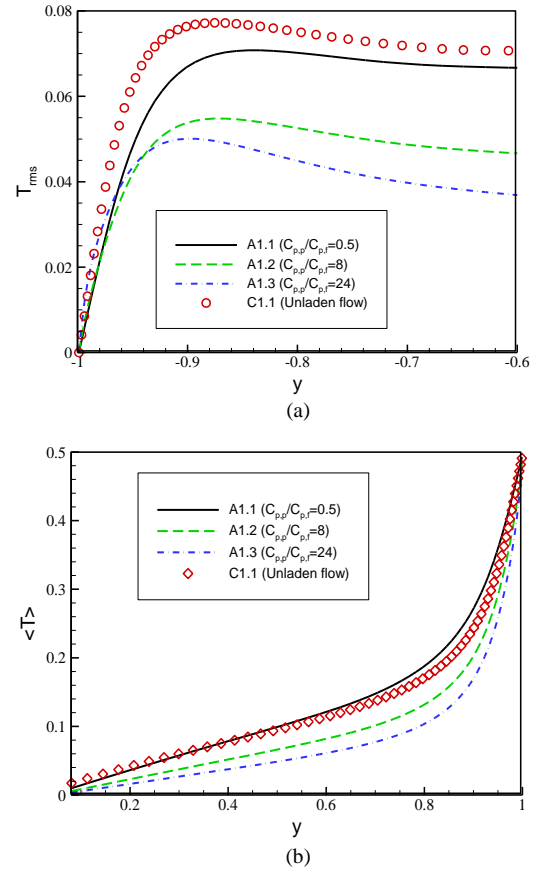 0.08
0.06
0.04
0.02
0
T_rms
A1.1 (C_p,p/C_p,f=0.5)
A1.2 (C_p,p/C_p,f=8)
A1.3 (C_p,p/C_p,f=24)
C1.1 (Unladen flow)
-1 -0.9 -0.8 -0.7 -0.6
y
(a)
0.5
0.4
0.3
0.2
0.1
0
<T>
A1.1 (C_p,p/C_p,f=0.5)
A1.2 (C_p,p/C_p,f=8)
A1.3 (C_p,p/C_p,f=24)
C1.1 (Unladen flow)
0.2 0.4 0.6 0.8 1
y
(b)